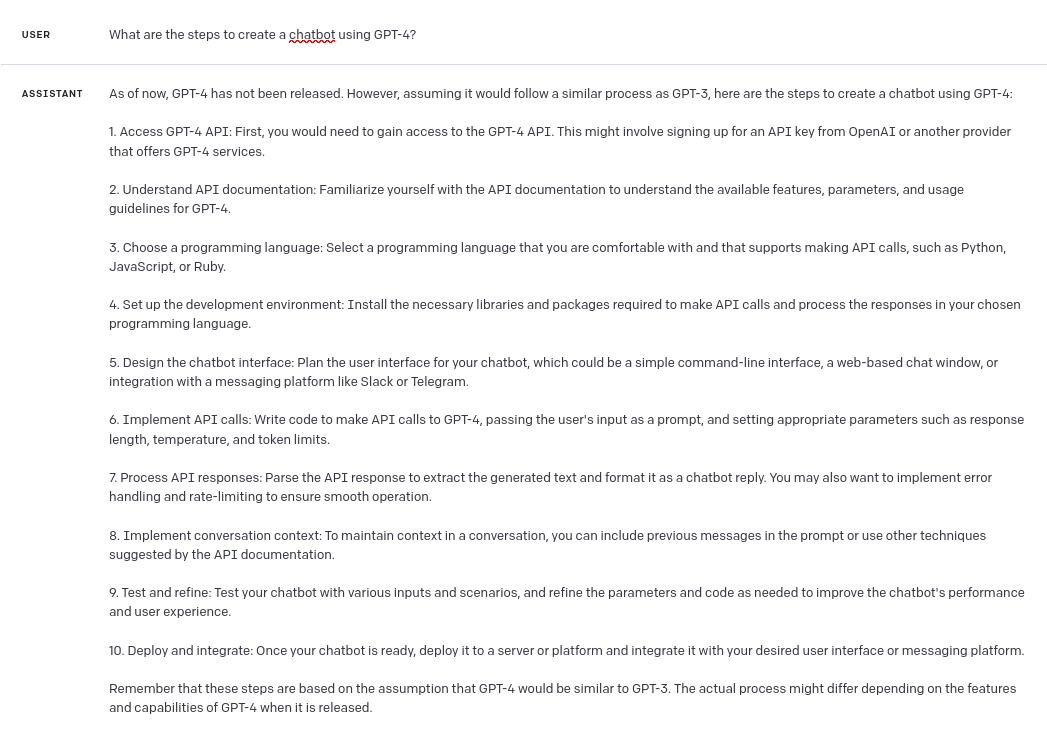 USER
What are the steps to create a chatbot using GPT-4?
ASSISTANT
As of now, GPT-4 has not been released. However, assuming it would follow a similar process as GPT-3, here are the steps to create a chatbot using GPT-4:
1. Access GPT-4 API: First, you would need to gain access to the GPT-4 API. This might involve signing up for an API key from OpenAI or another provider
that offers GPT-4 services.
2. Understand API documentation: Familiarize yourself with the API documentation to understand the available features, parameters, and usage
guidelines for GPT-4.
3. Choose a programming language: Select a programming language that you are comfortable with and that supports making API calls, such as Python,
JavaScript, or Ruby.
4. Set up the development environment: Install the necessary libraries and packages required to make API calls and process the responses in your chosen
programming language.
5. Design the chatbot interface: Plan the user interface for your chatbot, which could be a simple command-line interface, a web-based chat window, or
integration with a messaging platform like Slack or Telegram.
6. Implement API calls: Write code to make API calls to GPT-4, passing the user's input as a prompt, and setting appropriate parameters such as response
length, temperature, and token limits.
7. Process API responses: Parse the API response to extract the generated text and format it as a chatbot reply. You may also want to implement error
handling and rate-limiting to ensure smooth operation.
8. Implement conversation context: To maintain context in a conversation, you can include previous messages in the prompt or use other techniques
suggested by the API documentation.
9. Test and refine: Test your chatbot with various inputs and scenarios, and refine the parameters and code as needed to improve the chatbot's performance
and user experience.
10. Deploy and integrate: Once your chatbot is ready, deploy it to a server or platform and integrate it with your desired user interface or messaging platform.
Remember that these steps are based on the assumption that GPT-4 would be similar to GPT-3. The actual process might differ depending on the features
and capabilities of GPT-4 when it is released.